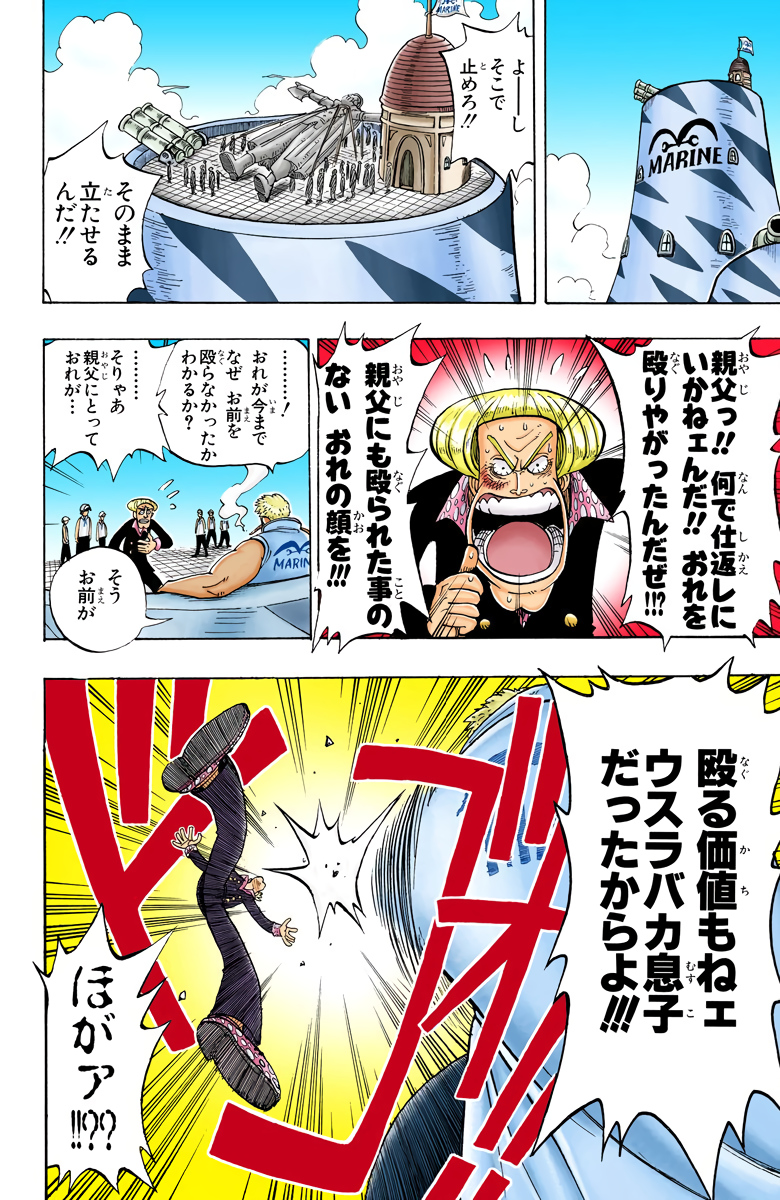 MARINE
MARINE
よーし
そこで
止めろ!!
そのまま
立たせる
んだ!!
親父っ!! 何で仕返しに
いかねェんだ!! おれを
殴りやがったんだぜ!!!?
親父にも殴られた事の
ない おれの顔を!!!
………!
おれが今まで
なぜ お前を
殴らなかったか
わかるか?
………
そりゃあ
親父にとって
おれが…
MARINE
そう
お前が
殴る価値もねェ
ウスラバカ息子
だったからよ!!!
ドゴォン
ほがァ!!??